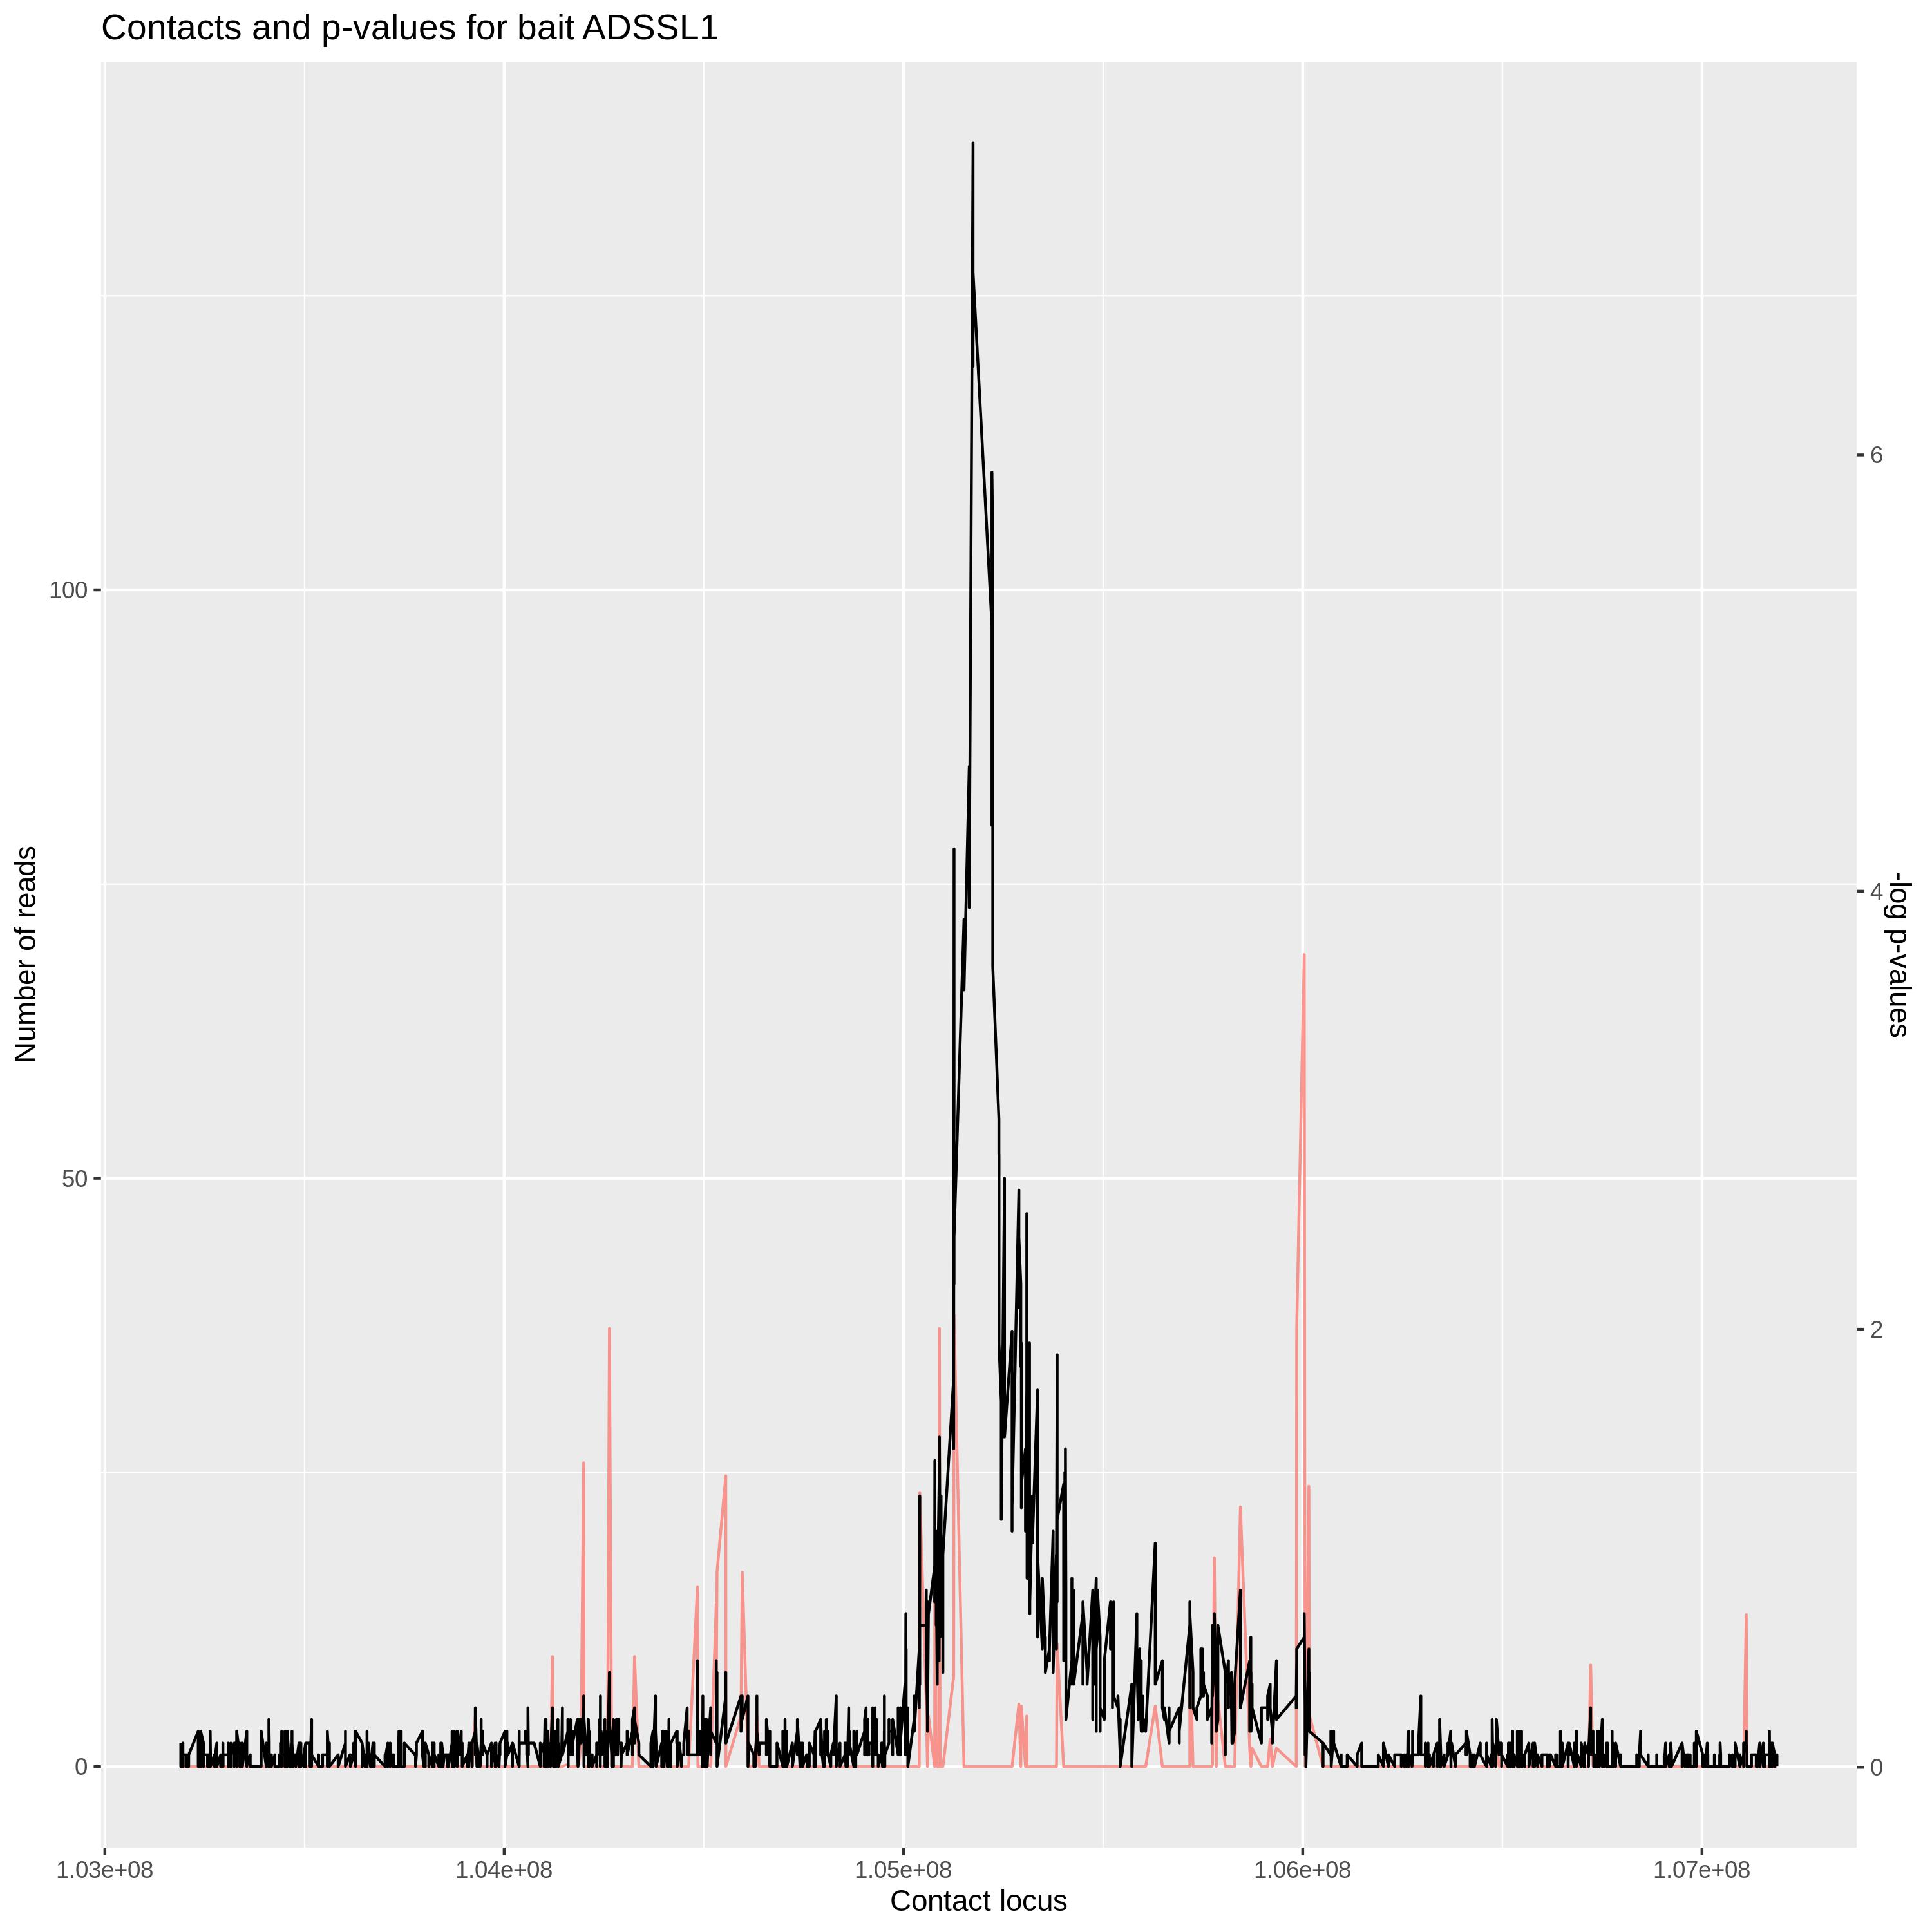 Contacts and p-values for bait ADSSL1
Number of reads
100
50
0
6
4
2
0
-log p-values
1.03e+08 1.04e+08 1.05e+08 1.06e+08 1.07e+08
Contact locus